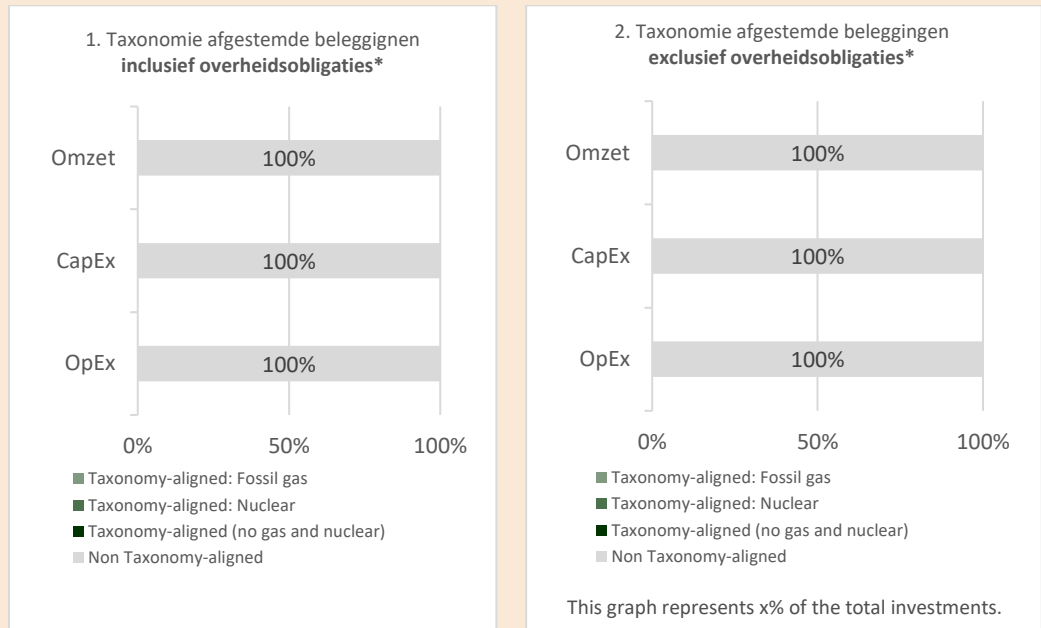 1. Taxonomie afgestemde beleggignen
inclusief overheidsobligaties*
Omzet
100%
CapEx
100%
OpEx
100%
0% 50% 100%
Taxonomy-aligned: Fossil gas
Taxonomy-aligned: Nuclear
Taxonomy-aligned (no gas and nuclear)
Non Taxonomy-aligned
2. Taxonomie afgestemde beleggingen
exclusief overheidsobligaties*
Omzet
100%
CapEx
100%
OpEx
100%
0% 50% 100%
Taxonomy-aligned: Fossil gas
Taxonomy-aligned: Nuclear
Taxonomy-aligned (no gas and nuclear)
Non Taxonomy-aligned
This graph represents x% of the total investments.